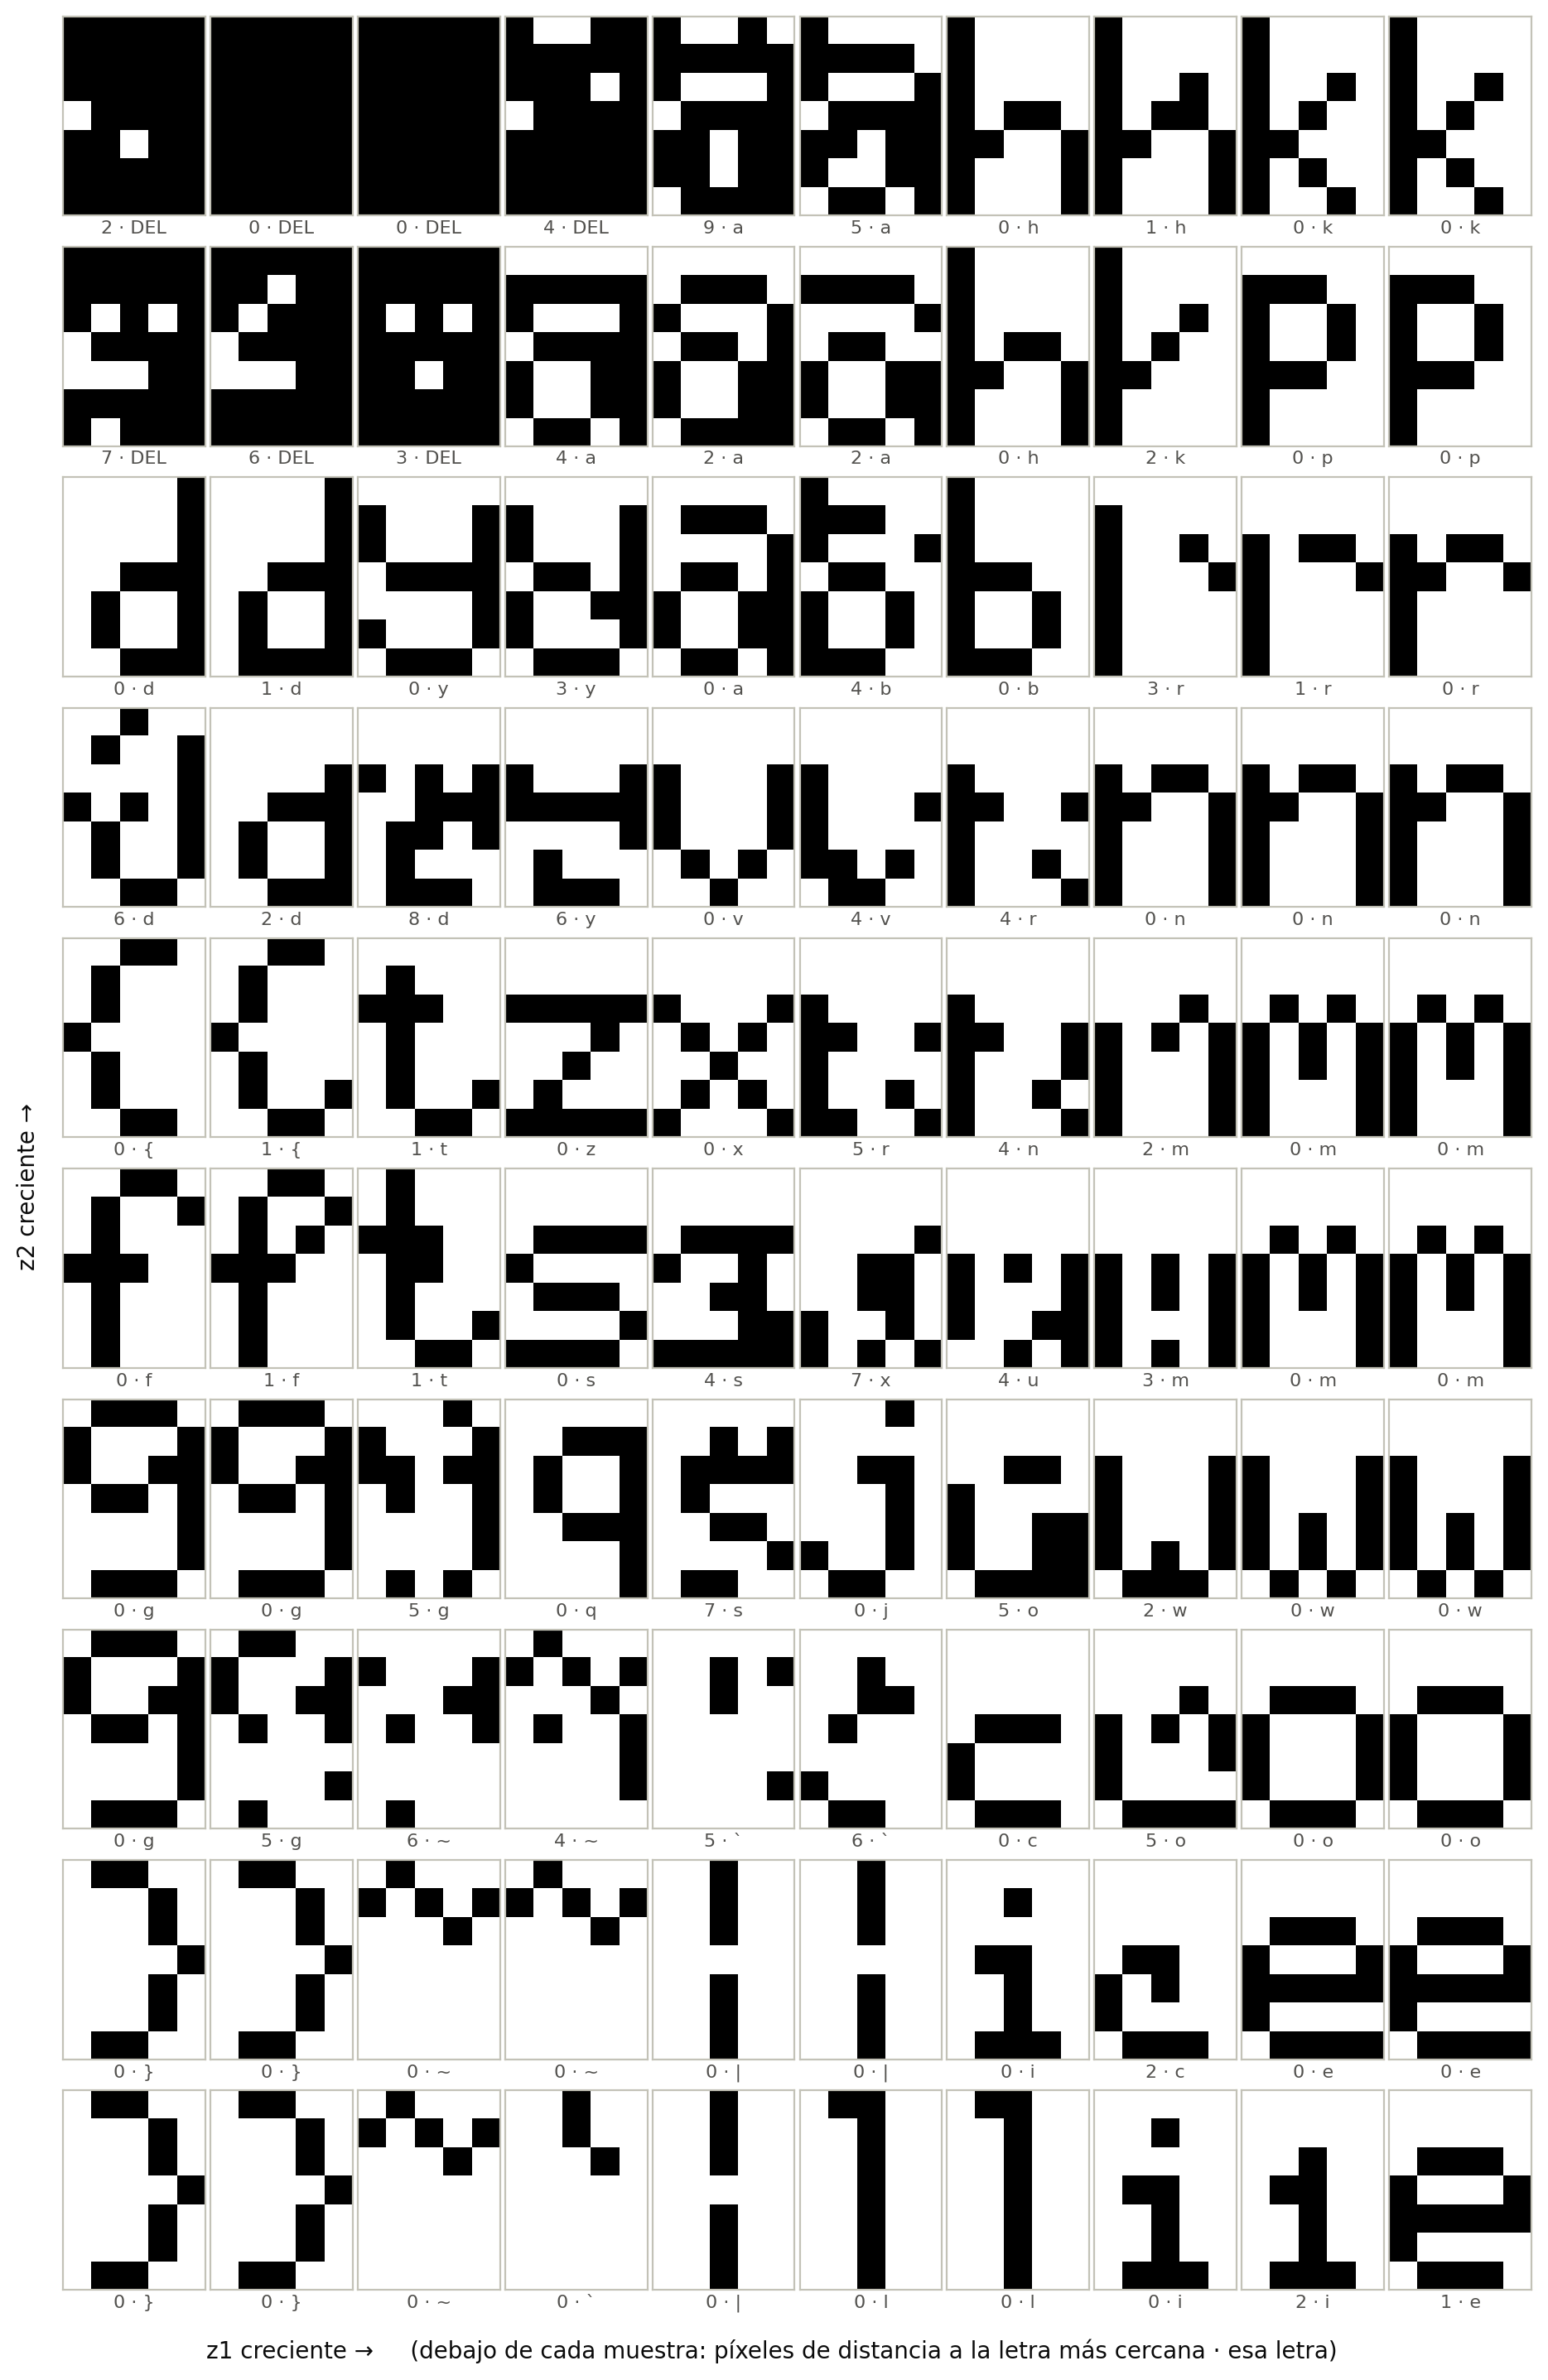 2 · DEL 0 · DEL 0 · DEL 4 · DEL 9 · a 5 · a 0 · h 1 · h 0 · k 0 · k
7 · DEL 6 · DEL 3 · DEL 4 · a 2 · a 2 · a 0 · h 2 · k 0 · p 0 · p
0 · d 1 · d 0 · y 3 · y 0 · a 4 · b 0 · b 3 · r 1 · r 0 · r
6 · d 2 · d 8 · d 6 · y 0 · v 4 · v 4 · r 0 · n 0 · n 0 · n
0 · { 1 · { 1 · t 0 · z 0 · x 5 · r 4 · n 2 · m 0 · m 0 · m
0 · f 1 · f 1 · t 0 · s 4 · s 7 · x 4 · u 3 · m 0 · m 0 · m
0 · g 0 · g 5 · g 0 · q 7 · s 0 · j 5 · o 2 · w 0 · w 0 · w
0 · g 5 · g 6 · ~ 4 · ~ 5 · ` 6 · ` 0 · c 5 · o 0 · o 0 · o
0 · } 0 · } 0 · ~ 0 · ~ 0 · | 0 · | 0 · i 2 · c 0 · e 0 · e
0 · } 0 · } 0 · ~ 0 · ` 0 · | 0 · l 0 · l 0 · i 2 · i 1 · e
z2 creciente →
z1 creciente → (debajo de cada muestra: píxeles de distancia a la letra más cercana · esa letra)